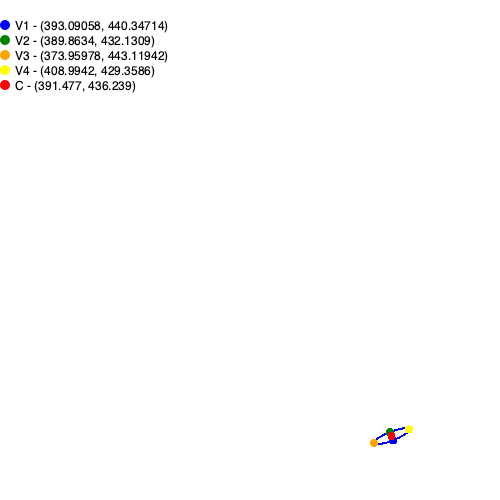 V1 - (393.09058, 440.34714)
V2 - (389.8634, 432.1309)
V3 - (373.95978, 443.11942)
V4 - (408.9942, 429.3586)
C - (391.477, 436.239)